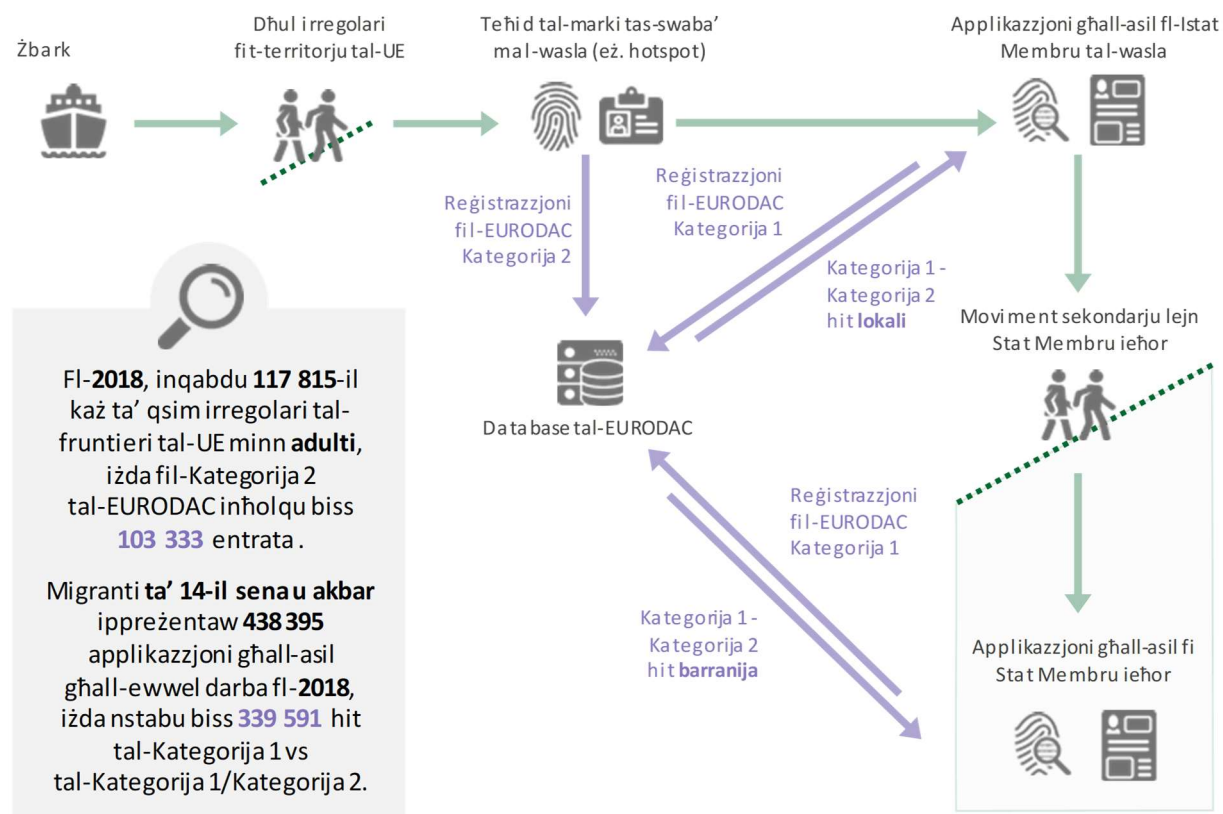 Żbark
Dħul irregolari
fit-territorju tal-UE
Teħid tal-marki tas-swaba’
mal-wasla (eż. hotspot)
Applikazzjoni għall-asil fl-Istat
Membru tal-wasla
Reġistrazzjoni
fil-EURODAC
Kategorija 2
Reġistrazzjoni
fil-EURODAC
Kategorija 1
Kategorija 1 -
Kategorija 2
hit lokali
Database tal-EURODAC
Moviment sekondarju lejn
Stat Membru ieħor
Reġistrazzjoni
fil-EURODAC
Kategorija 1
Kategorija 1 -
Kategorija 2
hit barranija
Applikazzjoni għall-asil fi
Stat Membru ieħor
Fl-2018, inqabdu 117 815-il
każ ta’ qsim irregolari tal-
fruntieri tal-UE minn adulti,
iżda fil-Kategorija 2
tal-EURODAC inħolqu biss
103 333 entrata.
Migranti ta’ 14-il sena u akbar
ippreżentaw 438 395
applikazzjoni għall-asil
għall-ewwel darba fl-2018,
iżda nstabu biss 339 591 hit
tal-Kategorija 1 vs
tal-Kategorija 1/Kategorija 2.